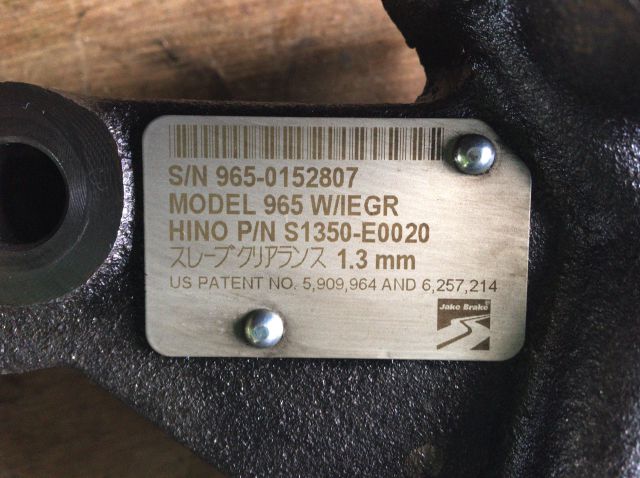 S/N 965-0152807
MODEL 965 W/IEGR
HINO P/N S1350-E0020
スレーブクリアランス 1.3 mm
US PATENT NO. 5,909,964 AND 6,257,214
Jake Brake®